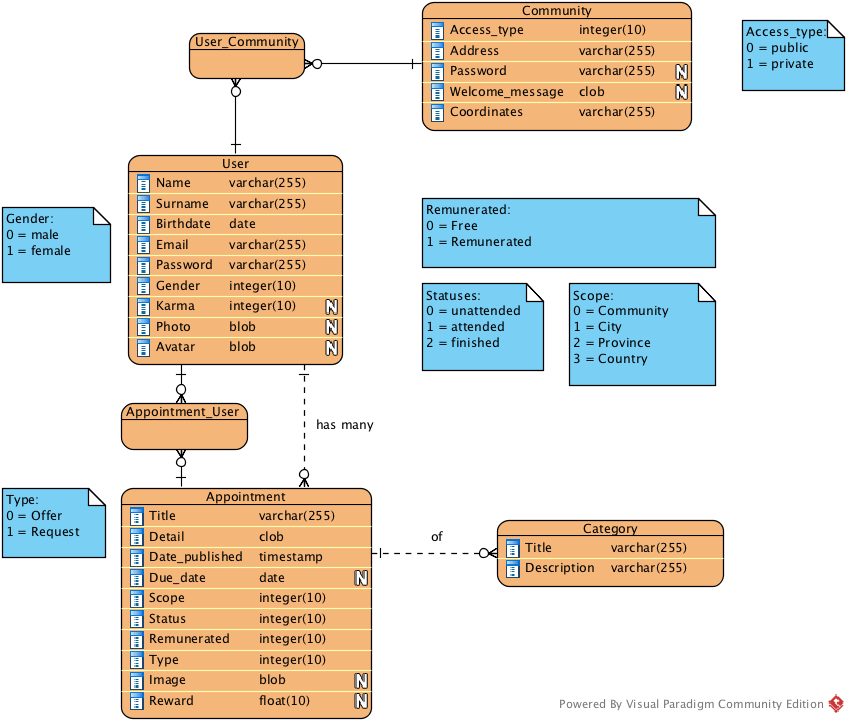 Community
Access_type integer(10)
Address varchar(255)
Password varchar(255) N
Welcome_message clob N
Coordinates varchar(255)
User_Community
Access_type:
0 = public
1 = private
User
Name varchar(255)
Surname varchar(255)
Birthdate date
Email varchar(255)
Password varchar(255)
Gender integer(10)
Karma integer(10) N
Photo blob N
Avatar blob N
Gender:
0 = male
1 = female
Remunerated:
0 = Free
1 = Remunerated
Statuses:
0 = unattended
1 = attended
2 = finished
Scope:
0 = Community
1 = City
2 = Province
3 = Country
has many
Appointment_User
Type:
0 = Offer
1 = Request
Appointment
Title varchar(255)
Detail clob
Date_published timestamp
Due_date date N
Scope integer(10)
Status integer(10)
Remunerated integer(10)
Type integer(10)
Image blob N
Reward float(10) N
of
Category
Title varchar(255)
Description varchar(255)
Powered By Visual Paradigm Community Edition